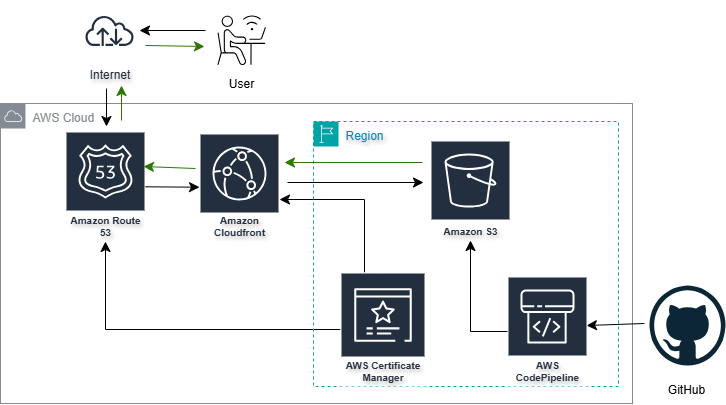 Internet
User
AWS Cloud
Region
53
Amazon Route
53
Amazon
Cloudfront
Amazon S3
AWS Certificate
Manager
</>
AWS
CodePipeline
GitHub